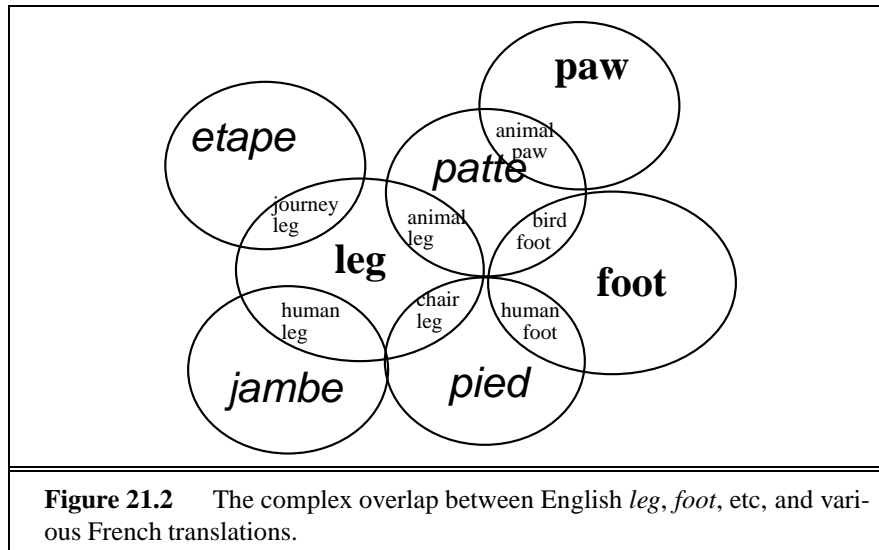 paw
etape
animal
paw
patte
journey
leg
animal
leg
bird
foot
leg
foot
human
leg
chair
leg
human
foot
jambe
pied
Figure 21.2 The complex overlap between English leg, foot, etc, and vari-
ous French translations.